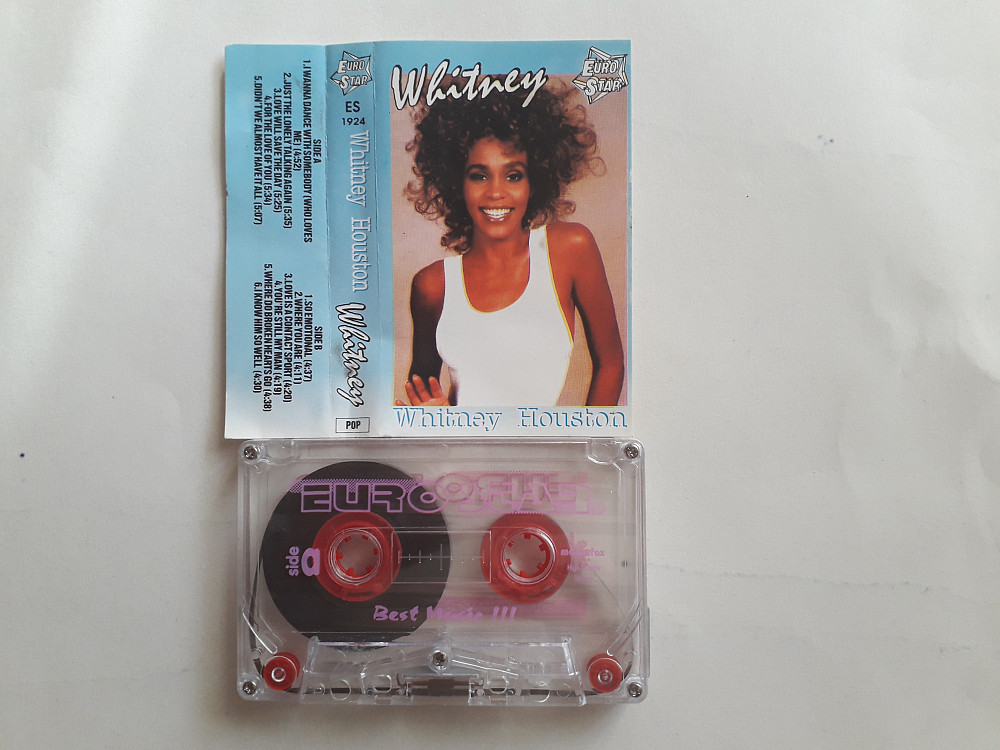 SIDE A
1.I WANNA DANCE WITH SOMEBODY (WHO LOVES
ME) (4:52)
2.JUST THE LONELY TALKING AGAIN (5:35)
3.LOVE WILL SAVE THE DAY (5:25)
4.FOR THE LOVE OF YOU (5:34)
5.DIDN'T WE ALMOST HAVE IT ALL (5:07)
SIDE B
1.SO EMOTIONAL (4:37)
2.WHERE YOU ARE (4:11)
3.LOVE IS A CONTACT SPORT (4:20)
4.YOU'RE STILL MY MAN (4:19)
5.WHERE DO BROKEN HEARTS GO (4:38)
6.I KNOW HIM SO WELL (4:30)
EURO
STAR
ES
1924
Whitney Houston Whitney
POP
Whitney
EURO
STAR
Whitney Houston
EURO
side a
Best Music !!!